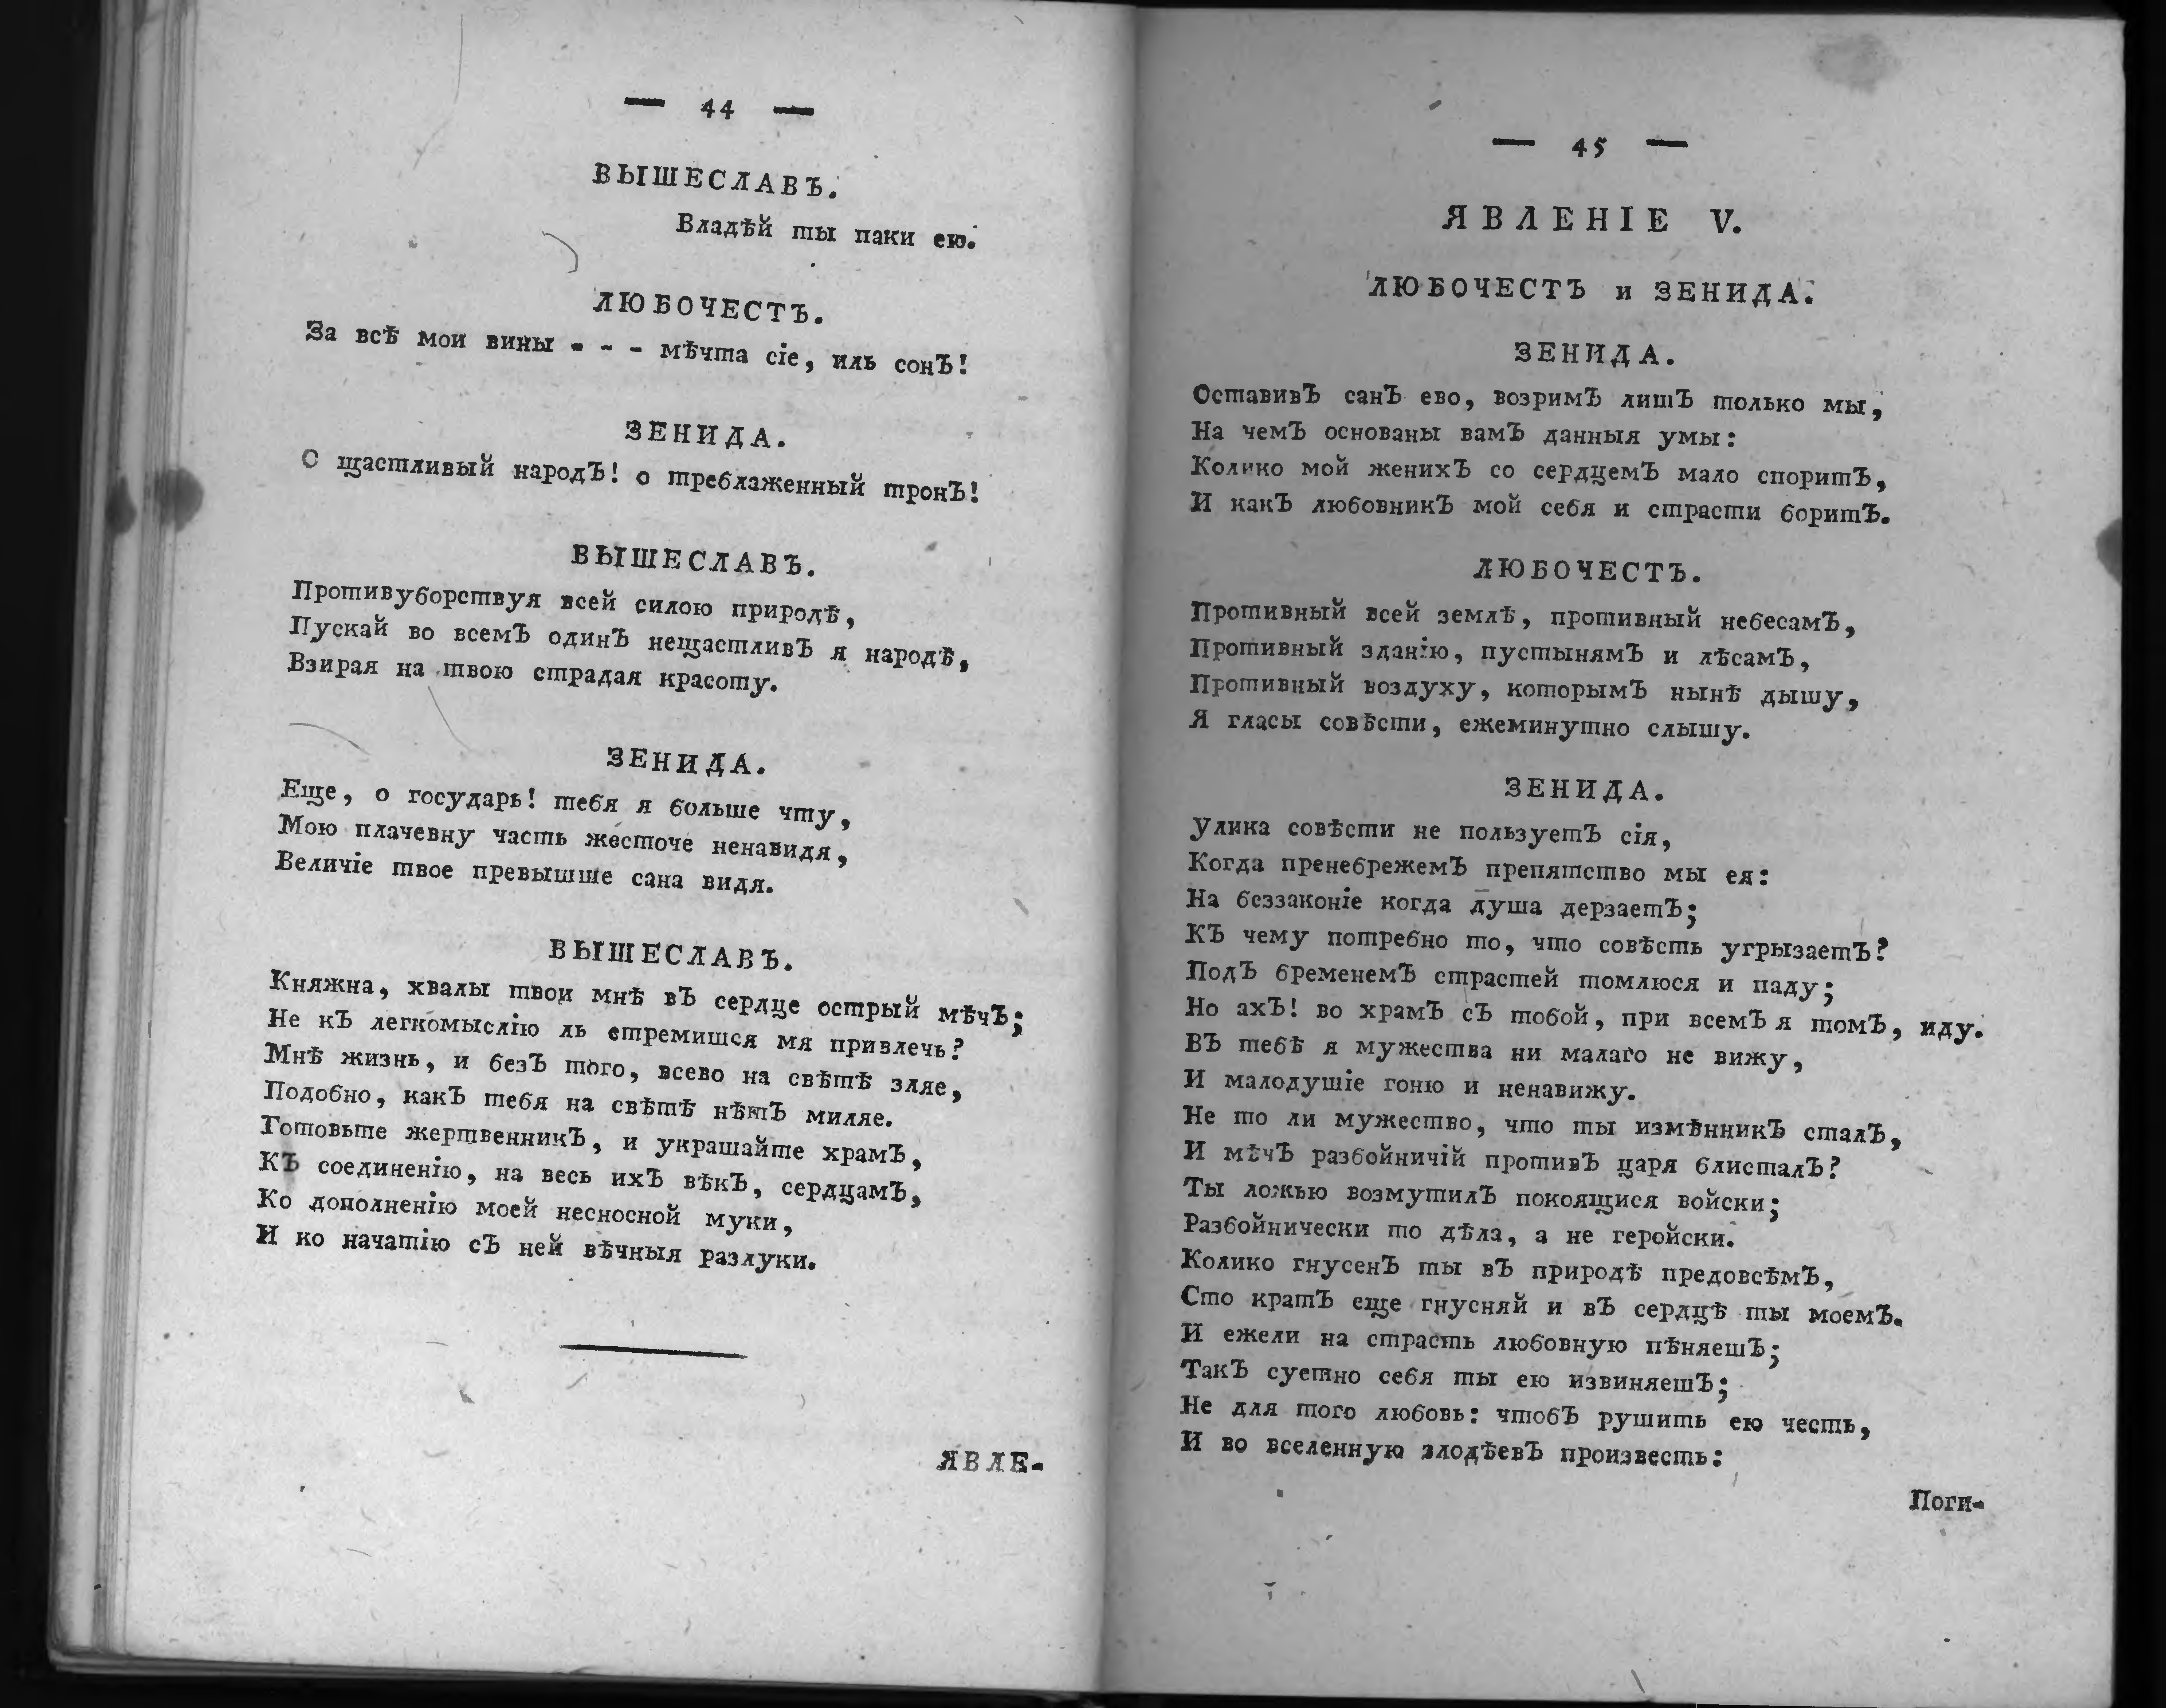 — 44 —
ВЫШЕСЛАВЪ.
Владѣй ты паки ею.
ЛЮБОЧЕСТЪ.
За всѣ мои вины - - - мѣчта сіе, иль сонЪ!
ЗЕНИДА.
О щастливый народЪ! о треблаженный тронЪ!
ВЫШЕСЛАВЪ.
Противуборствуя всей силою природѣ,
Пускай во всемЪ одинЪ нещастливЪ я народѣ,
Взирая на твою страдая красоту.
ЗЕНИДА.
Еще, о государь! тебя я больше чту,
Мою плачевну часть жесточе ненавидя,
Величіе твое превышше сана видя.
ВЫШЕСЛАВЪ.
Княжна, хвалы твои мнѣ вЪ сердце острый мѣчЪ;
Не кЪ легкомыслію ль стремишся мя привлечь?
Мнѣ жизнь, и безЪ того, всево на свѣтѣ зляе,
Подобно, какЪ тебя на свѣтѣ нѣтЪ миляе.
Готовьте жертвенникЪ, и украшайте храмЪ,
КЪ соединенію, на весь ихЪ вѣкЪ, сердцамЪ,
Ко дополненію моей несносной муки,
И ко начатію сЪ ней вѣчныя разлуки.
ЯВЛЕ-
— 45 —
ЯВЛЕНІЕ V.
ЛЮБОЧЕСТЪ и ЗЕНИДА.
ЗЕНИДА.
ОставивЪ санЪ ево, возримЪ лишЪ только мы,
На чемЪ основаны вамЪ данныя умы:
Колико мой женихЪ со сердцемЪ мало споритЪ,
И какЪ любовникЪ мой себя и страсти боритЪ.
ЛЮБОЧЕСТЪ.
Противный всей землѣ, противный небесамЪ,
Противный зданію, пустынямЪ и лѣсамЪ,
Противный воздуху, которымЪ нынѣ дышу,
Я гласы совѣсти, ежеминутно слышу.
ЗЕНИДА.
Улика совѣсти не пользуетЪ сія,
Когда пренебрежемЪ препятство мы ея:
На беззаконіе когда душа дерзаетЪ;
КЪ чему потребно то, что совѣсть угрызаетЪ?
ПодЪ бременемЪ страстей томлюся и паду;
Но ахЪ! во храмЪ сЪ тобой, при всемЪ я томЪ, иду.
ВЪ тебѣ я мужества ни малаго не вижу,
И малодушіе гоню и ненавижу.
Не то ли мужество, что ты измѣнникЪ сталЪ,
И мѣчЪ разбойничій противЪ царя блисталЪ?
Ты ложью возмутилЪ покоящися войски;
Разбойнически то дѣла, а не геройски.
Колико гнусенЪ ты вЪ природѣ предовсѣмЪ,
Сто кратЪ еще гнусняй и вЪ сердцѣ ты моемЪ.
И ежели на страсть любовную пѣняешЪ;
ТакЪ суетно себя ты ею извиняешЪ;
Не для того любовь: чтобЪ рушить ею честь,
И во вселенную злодѣевЪ произвесть:
Поги-